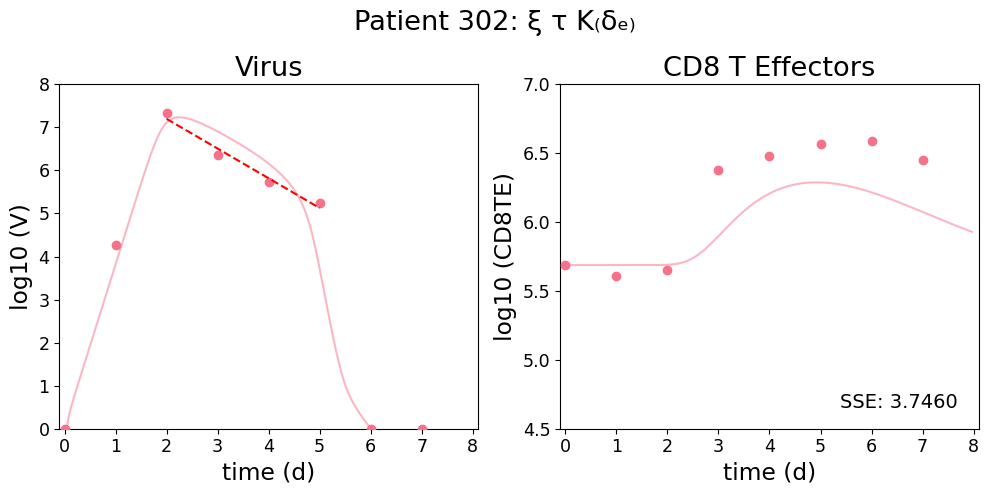 Patient 302: ξ τ K₍δₑ₎
Virus
CD8 T Effectors
log10 (V)
8
7
6
5
4
3
2
1
0
0 1 2 3 4 5 6 7 8
time (d)
log10 (CD8TE)
7.0
6.5
6.0
5.5
5.0
4.5
SSE: 3.7460
0 1 2 3 4 5 6 7 8
time (d)